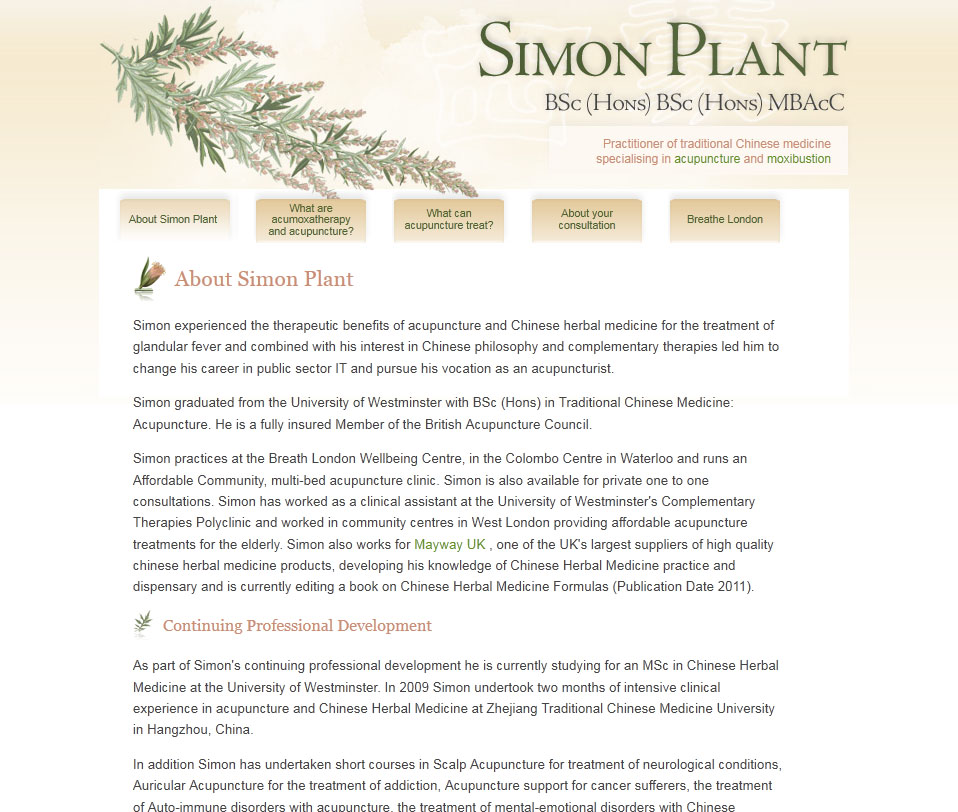 SIMON PLANT
BSc (Hons) BSc (Hons) MBAcC
Practitioner of traditional Chinese medicine
specialising in acupuncture and moxibustion
About Simon Plant
What are
acumoxatherapy
and acupuncture?
What can
acupuncture treat?
About your
consultation
Breathe London
About Simon Plant
Simon experienced the therapeutic benefits of acupuncture and Chinese herbal medicine for the treatment of
glandular fever and combined with his interest in Chinese philosophy and complementary therapies led him to
change his career in public sector IT and pursue his vocation as an acupuncturist.
Simon graduated from the University of Westminster with BSc (Hons) in Traditional Chinese Medicine:
Acupuncture. He is a fully insured Member of the British Acupuncture Council.
Simon practices at the Breath London Wellbeing Centre, in the Colombo Centre in Waterloo and runs an
Affordable Community, multi-bed acupuncture clinic. Simon is also available for private one to one
consultations. Simon has worked as a clinical assistant at the University of Westminster's Complementary
Therapies Polyclinic and worked in community centres in West London providing affordable acupuncture
treatments for the elderly. Simon also works for Mayway UK , one of the UK's largest suppliers of high quality
chinese herbal medicine products, developing his knowledge of Chinese Herbal Medicine practice and
dispensary and is currently editing a book on Chinese Herbal Medicine Formulas (Publication Date 2011).
Continuing Professional Development
As part of Simon's continuing professional development he is currently studying for an MSc in Chinese Herbal
Medicine at the University of Westminster. In 2009 Simon undertook two months of intensive clinical
experience in acupuncture and Chinese Herbal Medicine at Zhejiang Traditional Chinese Medicine University
in Hangzhou, China.
In addition Simon has undertaken short courses in Scalp Acupuncture for treatment of neurological conditions,
Auricular Acupuncture for the treatment of addiction, Acupuncture support for cancer sufferers, the treatment
of Auto-immune disorders with acupuncture, the treatment of mental-emotional disorders with Chinese